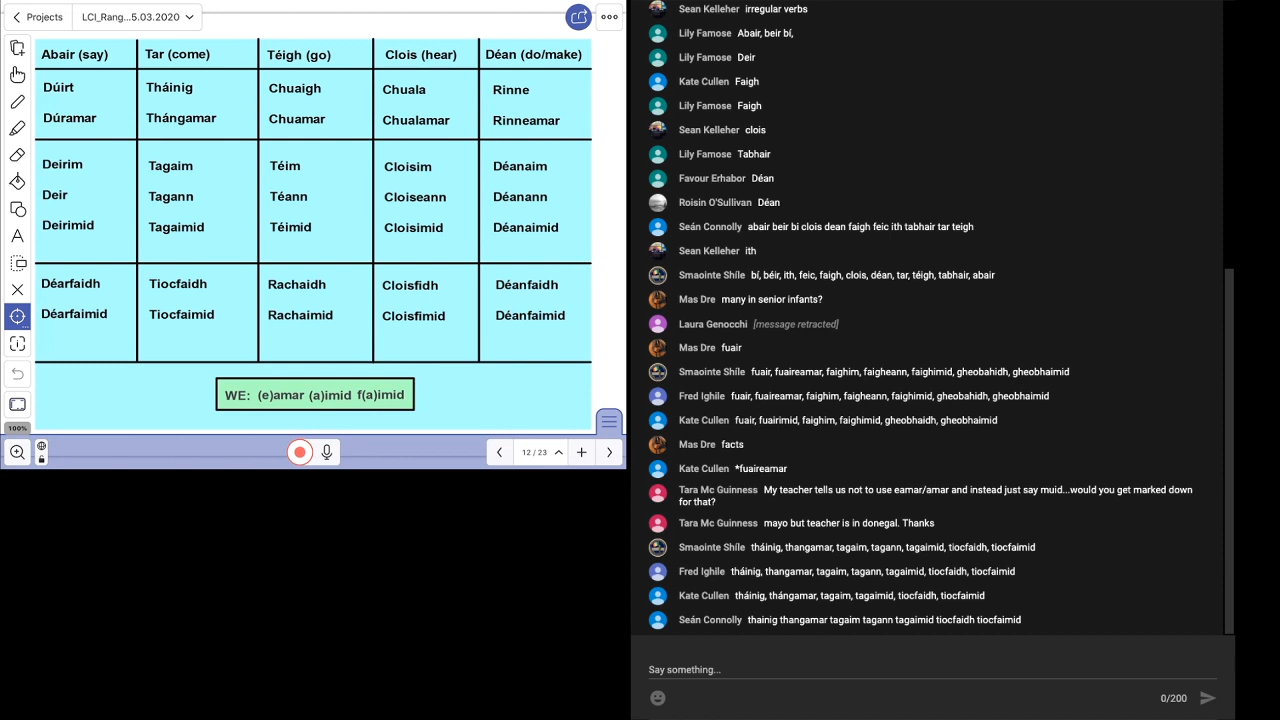 Projects
LCI_Rang...5.03.2020
Abair (say) Tar (come) Téigh (go) Clois (hear) Déan (do/make)
Dúirt Tháinig Chuaigh Chuala Rinne
Dúramar Thángamar Chuamar Chualamar Rinneamar
Deirim Tagaim Téim Cloisim Déanaim
Deir Tagann Téann Cloiseann Déanann
Deirimid Tagaimid Téimid Cloisimid Déanaimid
Déarfaidh Tiocfaidh Rachaidh Cloisfidh Déanfaidh
Déarfaimid Tiocfaimid Rachaimid Cloisfimid Déanfaimid
WE: (e)amar (a)imid f(a)imid
100%
12 / 23
Sean Kelleher irregular verbs
Lily Famose Abair, beir bí,
Lily Famose Deir
Kate Cullen Faigh
Lily Famose Faigh
Sean Kelleher clois
Lily Famose Tabhair
Favour Erhabor Déan
Roisin O'Sullivan Déan
Seán Connolly abair beir bi clois dean faigh feic ith tabhair tar teigh
Sean Kelleher ith
Smaointe Shíle bí, béir, ith, feic, faigh, clois, déan, tar, téigh, tabhair, abair
Mas Dre many in senior infants?
Laura Genocchi [message retracted]
Mas Dre fuair
Smaointe Shíle fuair, fuaireamar, faighim, faigheann, faighimid, gheobaidh, gheobhaimid
Fred Ighile fuair, fuaireamar, faighim, faigheann, faighimid, gheobahidh, gheobhaimid
Kate Cullen fuair, fuairimid, faighim, faighimid, gheobhaidh, gheobhaimid
Mas Dre facts
Kate Cullen *fuaireamar
Tara Mc Guinness My teacher tells us not to use eamar/amar and instead just say muid...would you get marked down
for that?
Tara Mc Guinness mayo but teacher is in donegal. Thanks
Smaointe Shíle tháinig, thangamar, tagaim, tagann, tagaimid, tiocfaidh, tiocfaimid
Fred Ighile tháinig, thangamar, tagaim, tagann, tagaimid, tiocfaidh, tiocfaimid
Kate Cullen tháinig, thángamar, tagaim, tagaimid, tiocfaidh, tiocfaimid
Seán Connolly thainig thangamar tagaim tagann tagaimid tiocfaidh tiocfaimid
Say something...
0/200